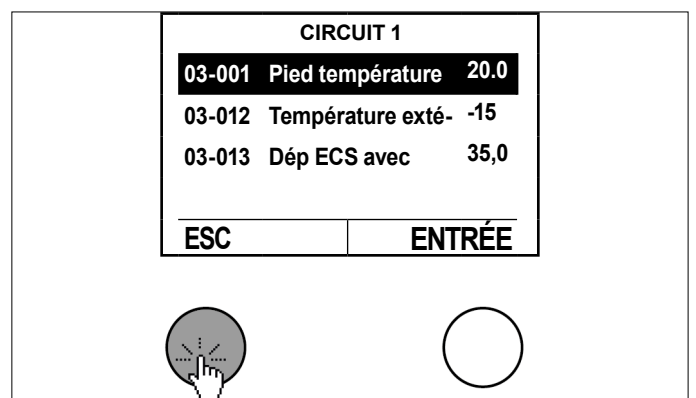 CIRCUIT 1
03-001 Pied température 20.0
03-012 Température exté- -15
03-013 Dép ECS avec 35,0
ESC ENTRÉE